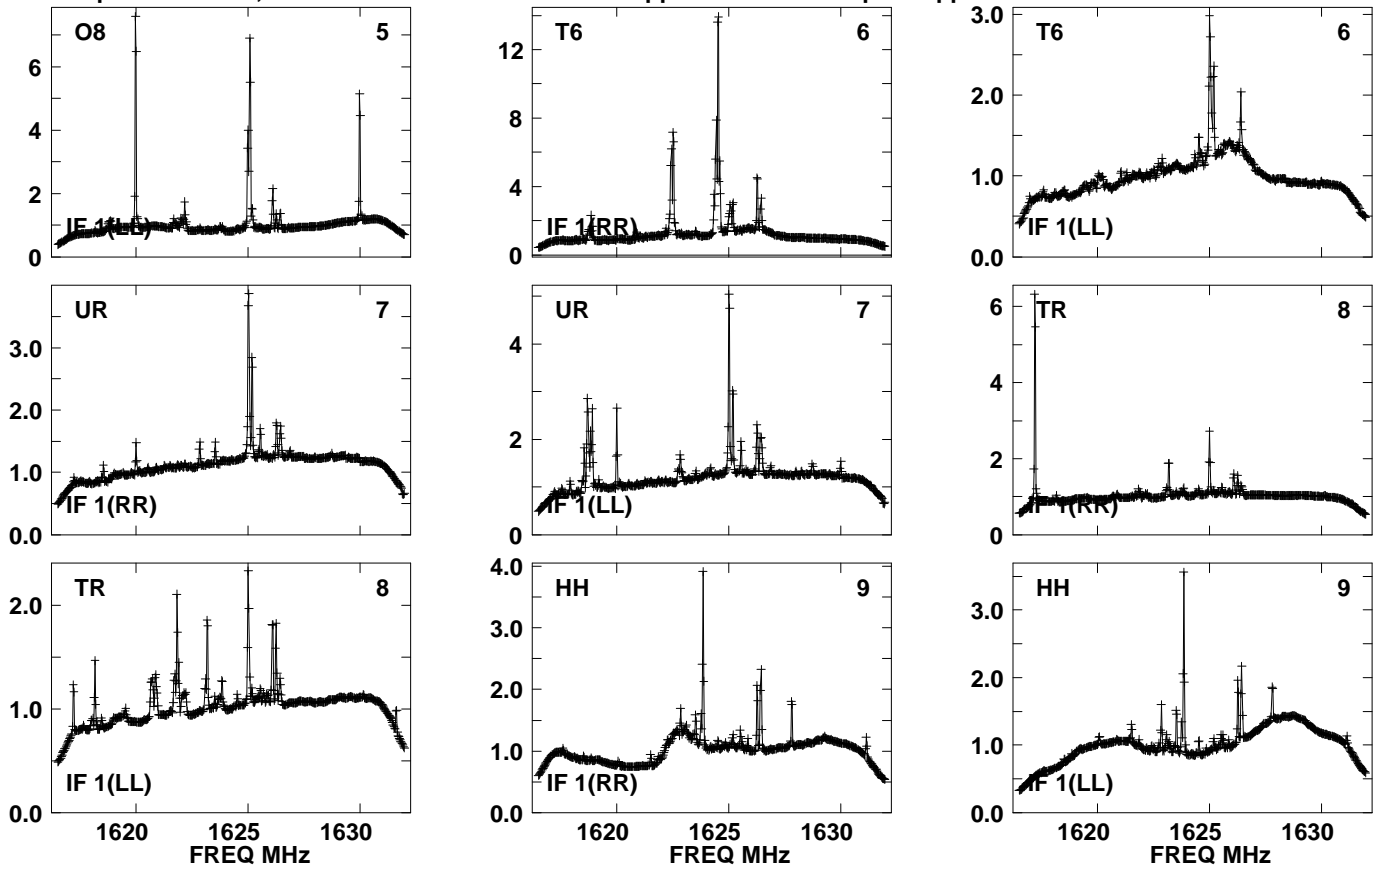 O8 5
6
4
2
0
IF 1(LL)
T6 6
12
8
4
0
IF 1(RR)
T6 6
3.0
2.0
1.0
0.0
IF 1(LL)
UR 7
3.0
2.0
1.0
0.0
IF 1(RR)
UR 7
4
2
0
IF 1(LL)
TR 8
6
4
2
0
IF 1(RR)
TR 8
2.0
1.0
0.0
IF 1(LL)
1620 1625 1630
FREQ MHz
HH 9
4.0
3.0
2.0
1.0
0.0
IF 1(RR)
1620 1625 1630
FREQ MHz
HH 9
3.0
2.0
1.0
0.0
IF 1(LL)
1620 1625 1630
FREQ MHz